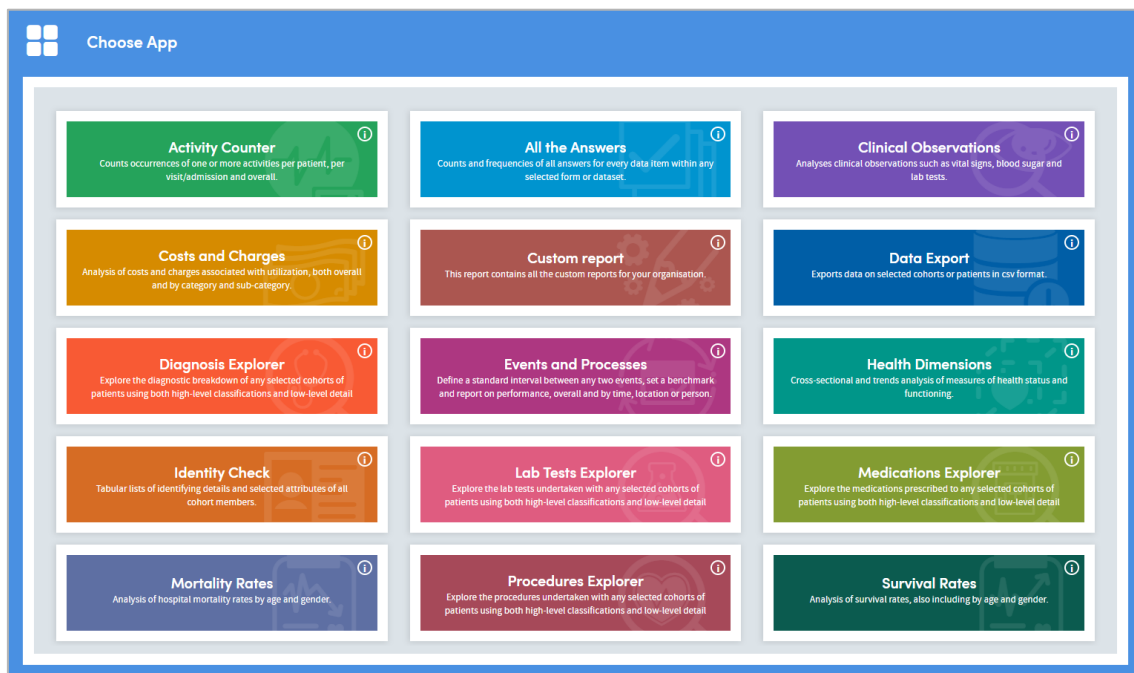 Choose App
Activity Counter
Counts occurrences of one or more activities per patient, per
visit/admission and overall.
All the Answers
Counts and frequencies of all answers for every data item within any
selected form or dataset.
Clinical Observations
Analyses clinical observations such as vital signs, blood sugar and
lab tests.
Costs and Charges
Analysis of costs and charges associated with utilization, both overall
and by category and sub-category.
Custom report
This report contains all the custom reports for your organisation.
Data Export
Exports data on selected cohorts or patients in csv format.
Diagnosis Explorer
Explore the diagnostic breakdown of any selected cohorts of
patients using both high-level classifications and low-level detail
Events and Processes
Define a standard interval between any two events, set a benchmark
and report on performance, overall and by time, location or person.
Health Dimensions
Cross-sectional and trends analysis of measures of health status and
functioning.
Identity Check
Tabular lists of identifying details and selected attributes of all
cohort members.
Lab Tests Explorer
Explore the lab tests undertaken with any selected cohorts of
patients using both high-level classifications and low-level detail
Medications Explorer
Explore the medications prescribed to any selected cohorts of
patients using both high-level classifications and low-level detail
Mortality Rates
Analysis of hospital mortality rates by age and gender.
Procedures Explorer
Explore the procedures undertaken with any selected cohorts of
patients using both high-level classifications and low-level detail
Survival Rates
Analysis of survival rates, also including by age and gender.